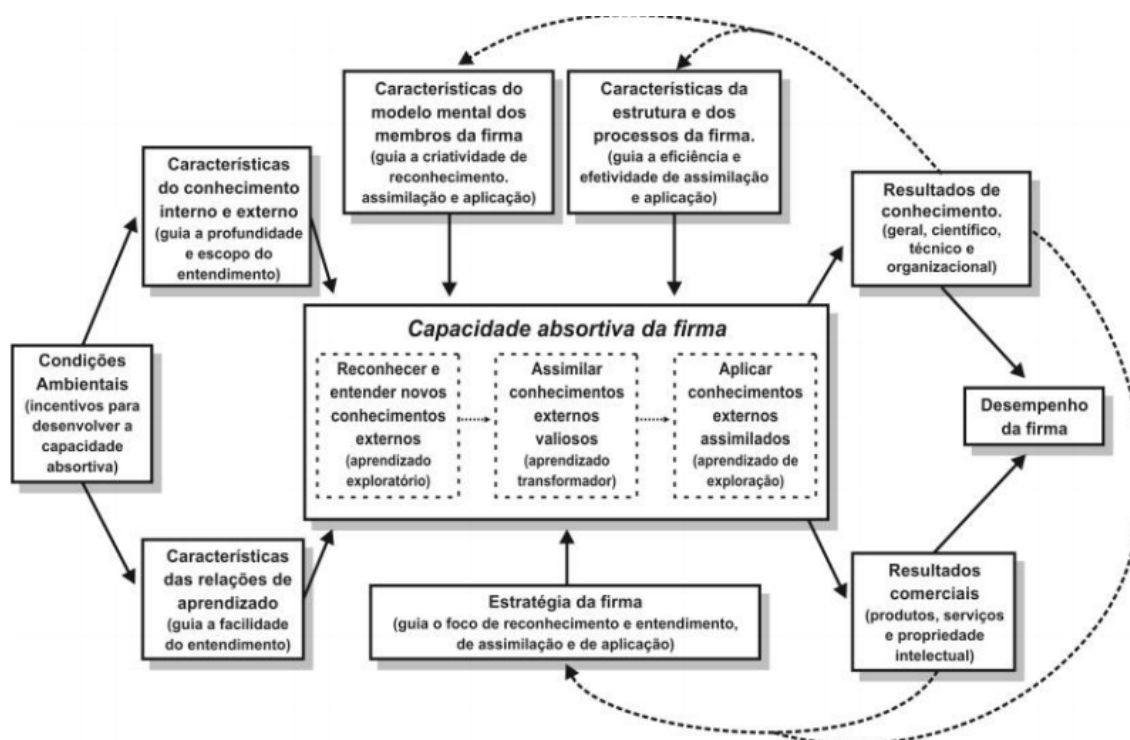 Características do
modelo mental dos
membros da firma
(guia a criatividade de
reconhecimento.
assimilação e aplicação)
Características da
estrutura e dos
processos da firma.
(guia a eficiência e
efetividade de assimilação
e aplicação)
Características
do conhecimento
interno e externo
(guia a profundidade
e escopo do
entendimento)
Resultados de
conhecimento.
(geral, científico,
técnico e
organizacional)
Condições
Ambientais
(incentivos para
desenvolver a
capacidade
absortiva)
Capacidade absortiva da firma
Reconhecer e
entender novos
conhecimentos
externos
(aprendizado
exploratório)
Assimilar
conhecimentos
externos
valiosos
(aprendizado
transformador)
Aplicar
conhecimentos
externos
assimilados
(aprendizado de
exploração)
Desempenho
da firma
Características
das relações de
aprendizado
(guia a facilidade
do entendimento)
Estratégia da firma
(guia o foco de reconhecimento e entendimento,
de assimilação e de aplicação)
Resultados
comerciais
(produtos, serviços
e propriedade
intelectual)